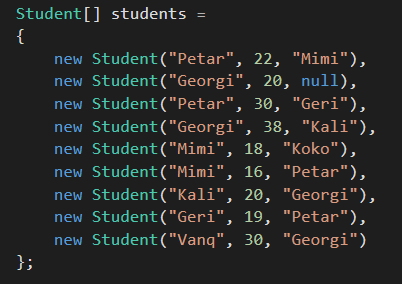 Student[] students =
{
    new Student("Petar", 22, "Mimi"),
    new Student("Georgi", 20, null),
    new Student("Petar", 30, "Geri"),
    new Student("Georgi", 38, "Kali"),
    new Student("Mimi", 18, "Koko"),
    new Student("Mimi", 16, "Petar"),
    new Student("Kali", 20, "Georgi"),
    new Student("Geri", 19, "Petar"),
    new Student("Vanq", 30, "Georgi")
};